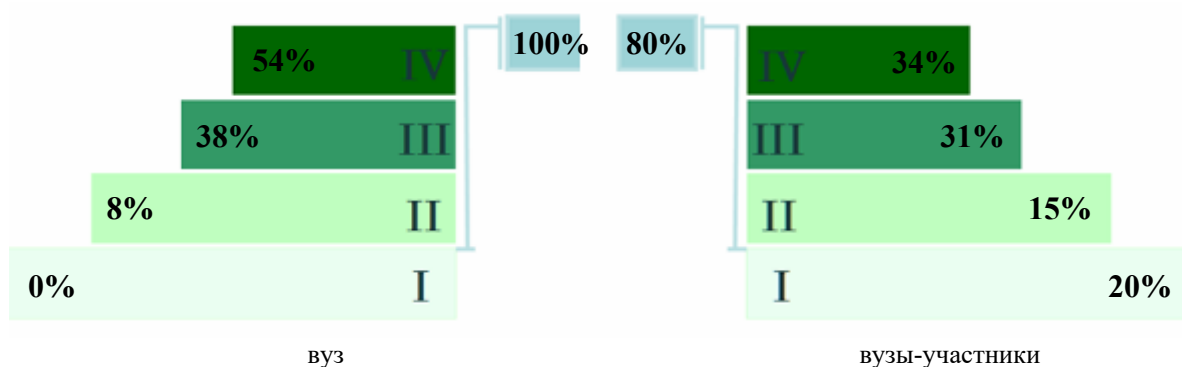 100% 80%
54% IV IV 34%
38% III III 31%
8% II II 15%
0% I I 20%
вуз вузы-участники